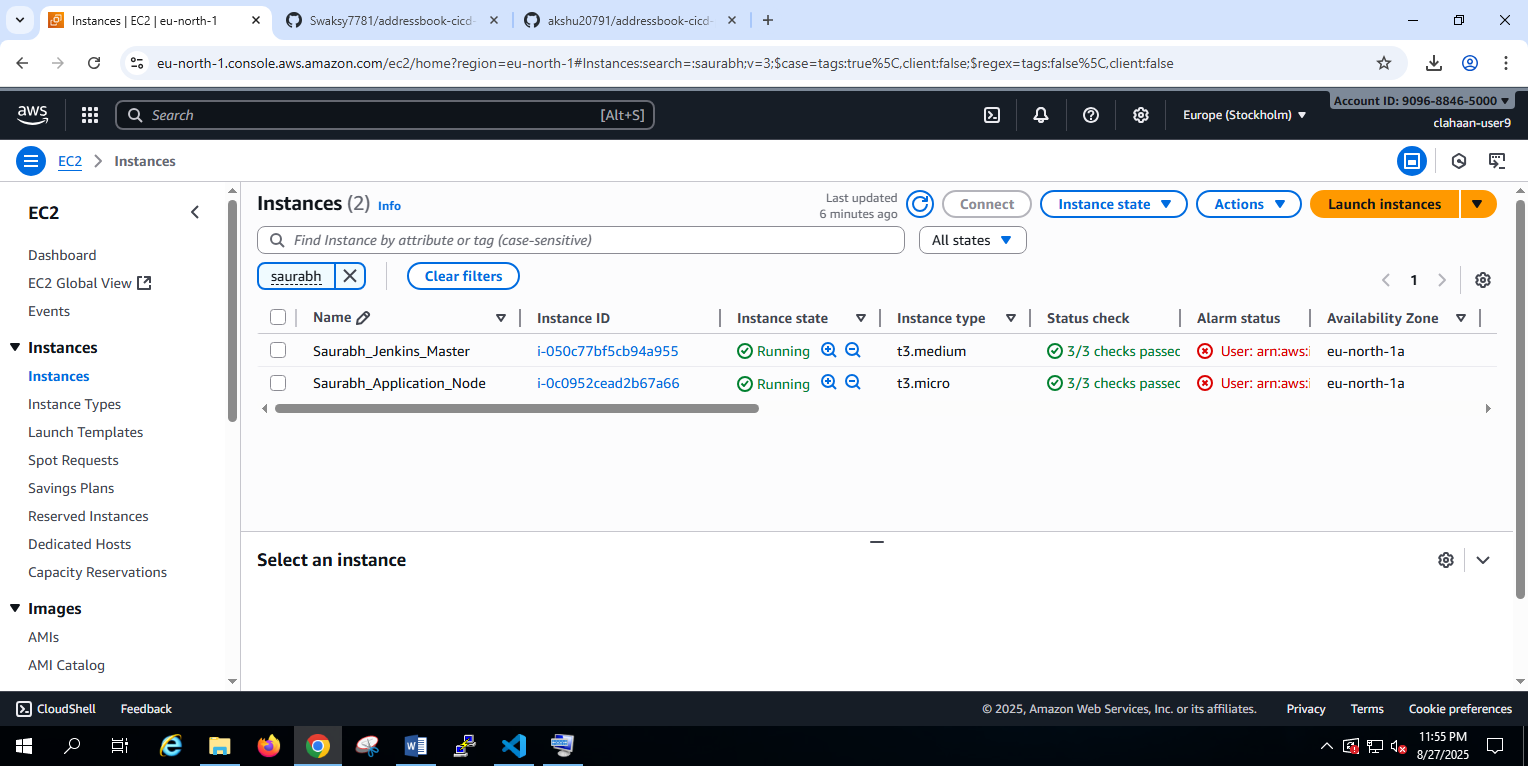 Instances | EC2 | eu-north-1
Swaksy7781/addressbook-cicd-
akshu20791/addressbook-cicd-
eu-north-1.console.aws.amazon.com/ec2/home?region=eu-north-1#Instances:search=:saurabh;v=3;$case=tags:true%5C,client:false;$regex=tags:false%5C,client:false
aws
Search
[Alt+S]
Europe (Stockholm)
Account ID: 9096-8846-5000
clahaan-user9
EC2
Instances
EC2
Dashboard
EC2 Global View
Events
Instances
Instances
Instance Types
Launch Templates
Spot Requests
Savings Plans
Reserved Instances
Dedicated Hosts
Capacity Reservations
Images
AMIs
AMI Catalog
Instances (2) Info
Last updated
6 minutes ago
Connect
Instance state
Actions
Launch instances
Find Instance by attribute or tag (case-sensitive)
All states
saurabh
Clear filters
1
Name Instance ID Instance state Instance type Status check Alarm status Availability Zone
Saurabh_Jenkins_Master i-050c77bf5cb94a955 Running t3.medium 3/3 checks passec User: arn:aws:i eu-north-1a
Saurabh_Application_Node i-0c0952cead2b67a66 Running t3.micro 3/3 checks passec User: arn:aws:i eu-north-1a
Select an instance
CloudShell
Feedback
© 2025, Amazon Web Services, Inc. or its affiliates.
Privacy
Terms
Cookie preferences
11:55 PM
8/27/2025